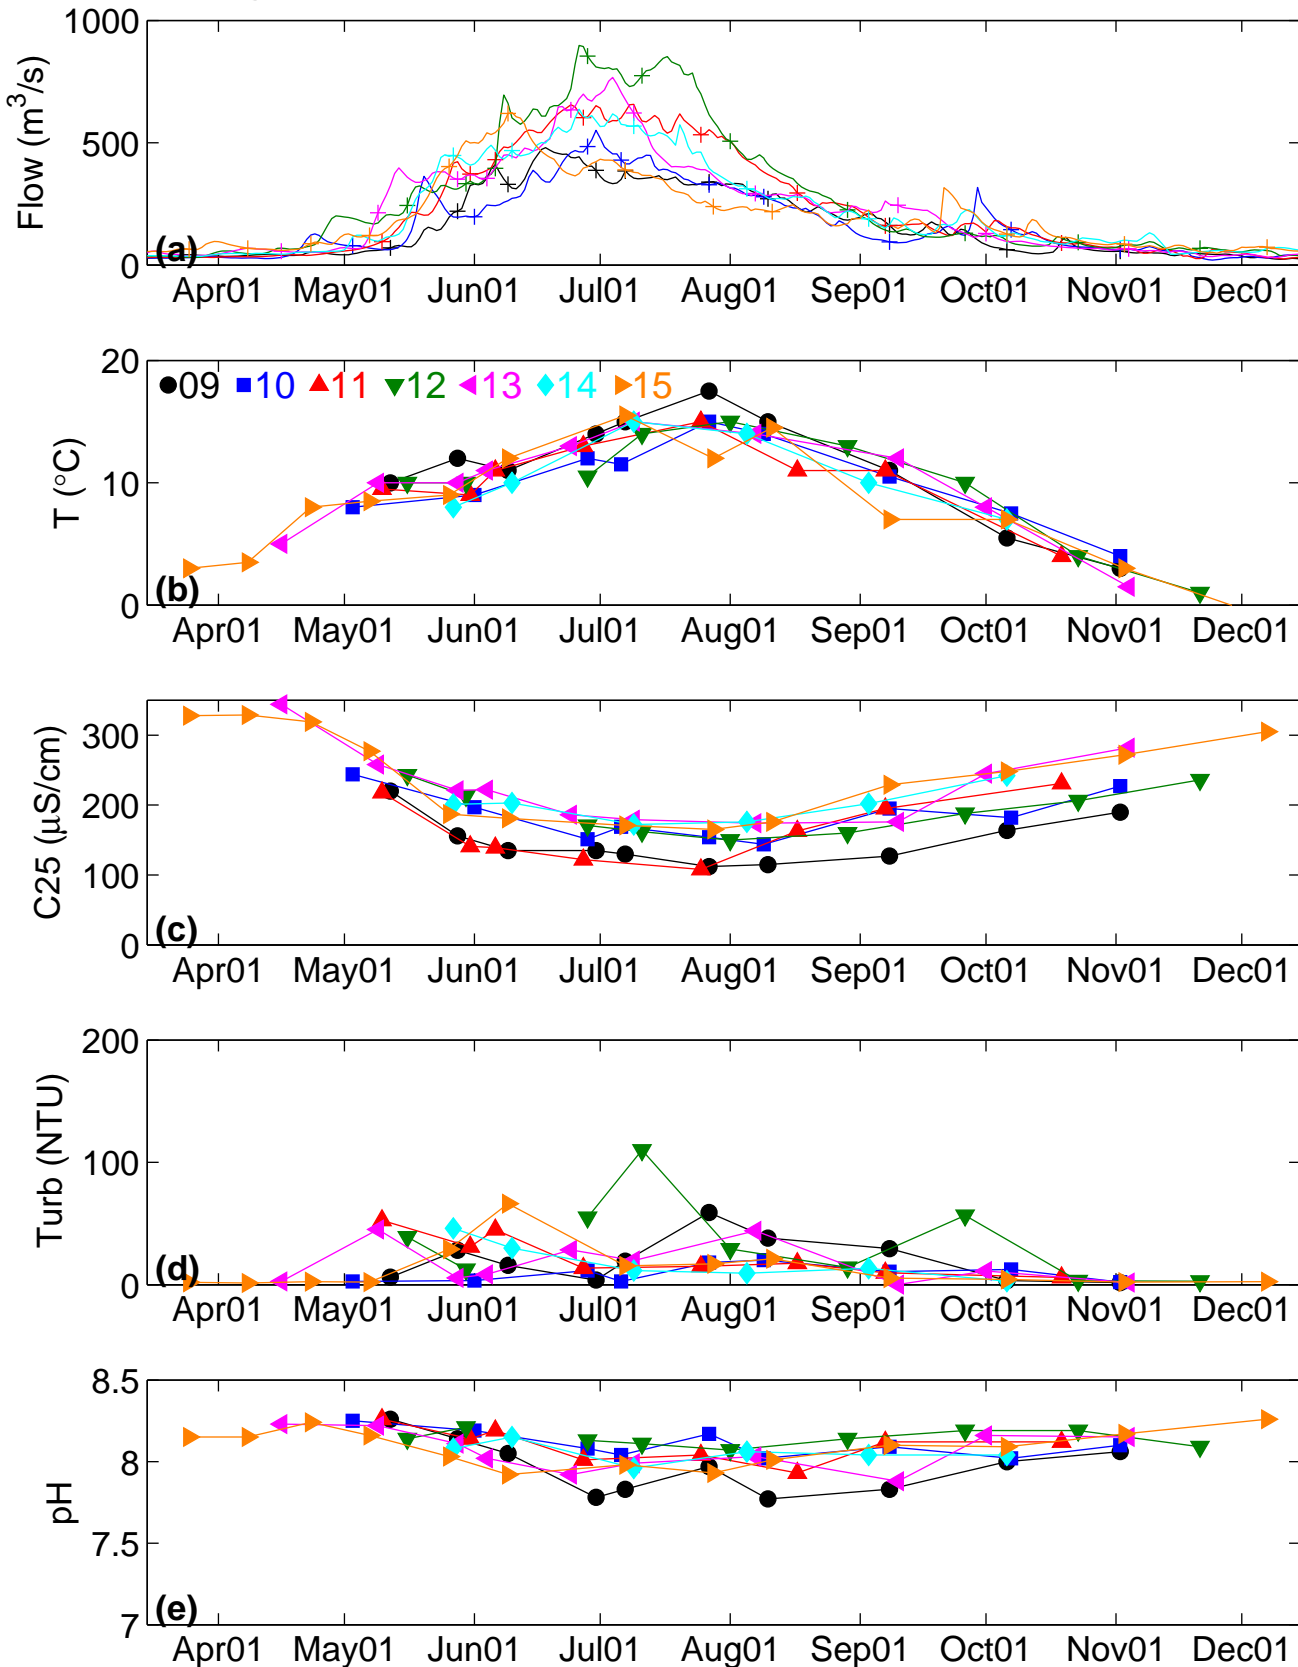 1000
500
0
Flow (m³/s)
(a)
Apr01 May01 Jun01 Jul01 Aug01 Sep01 Oct01 Nov01 Dec01
20
10
0
T (°C)
09 10 11 12 13 14 15
(b)
Apr01 May01 Jun01 Jul01 Aug01 Sep01 Oct01 Nov01 Dec01
300
200
100
0
C25 (µS/cm)
(c)
Apr01 May01 Jun01 Jul01 Aug01 Sep01 Oct01 Nov01 Dec01
200
100
0
Turb (NTU)
(d)
Apr01 May01 Jun01 Jul01 Aug01 Sep01 Oct01 Nov01 Dec01
8.5
8
7.5
7
pH
(e)
Apr01 May01 Jun01 Jul01 Aug01 Sep01 Oct01 Nov01 Dec01